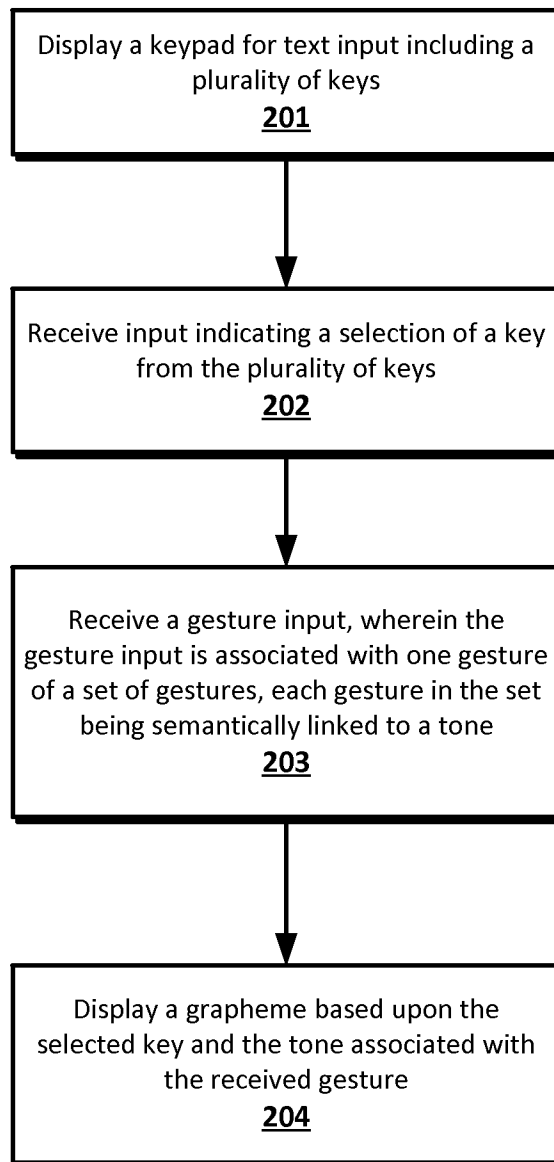 Display a keypad for text input including a
plurality of keys
201
Receive input indicating a selection of a key
from the plurality of keys
202
Receive a gesture input, wherein the
gesture input is associated with one gesture
of a set of gestures, each gesture in the set
being semantically linked to a tone
203
Display a grapheme based upon the
selected key and the tone associated with
the received gesture
204